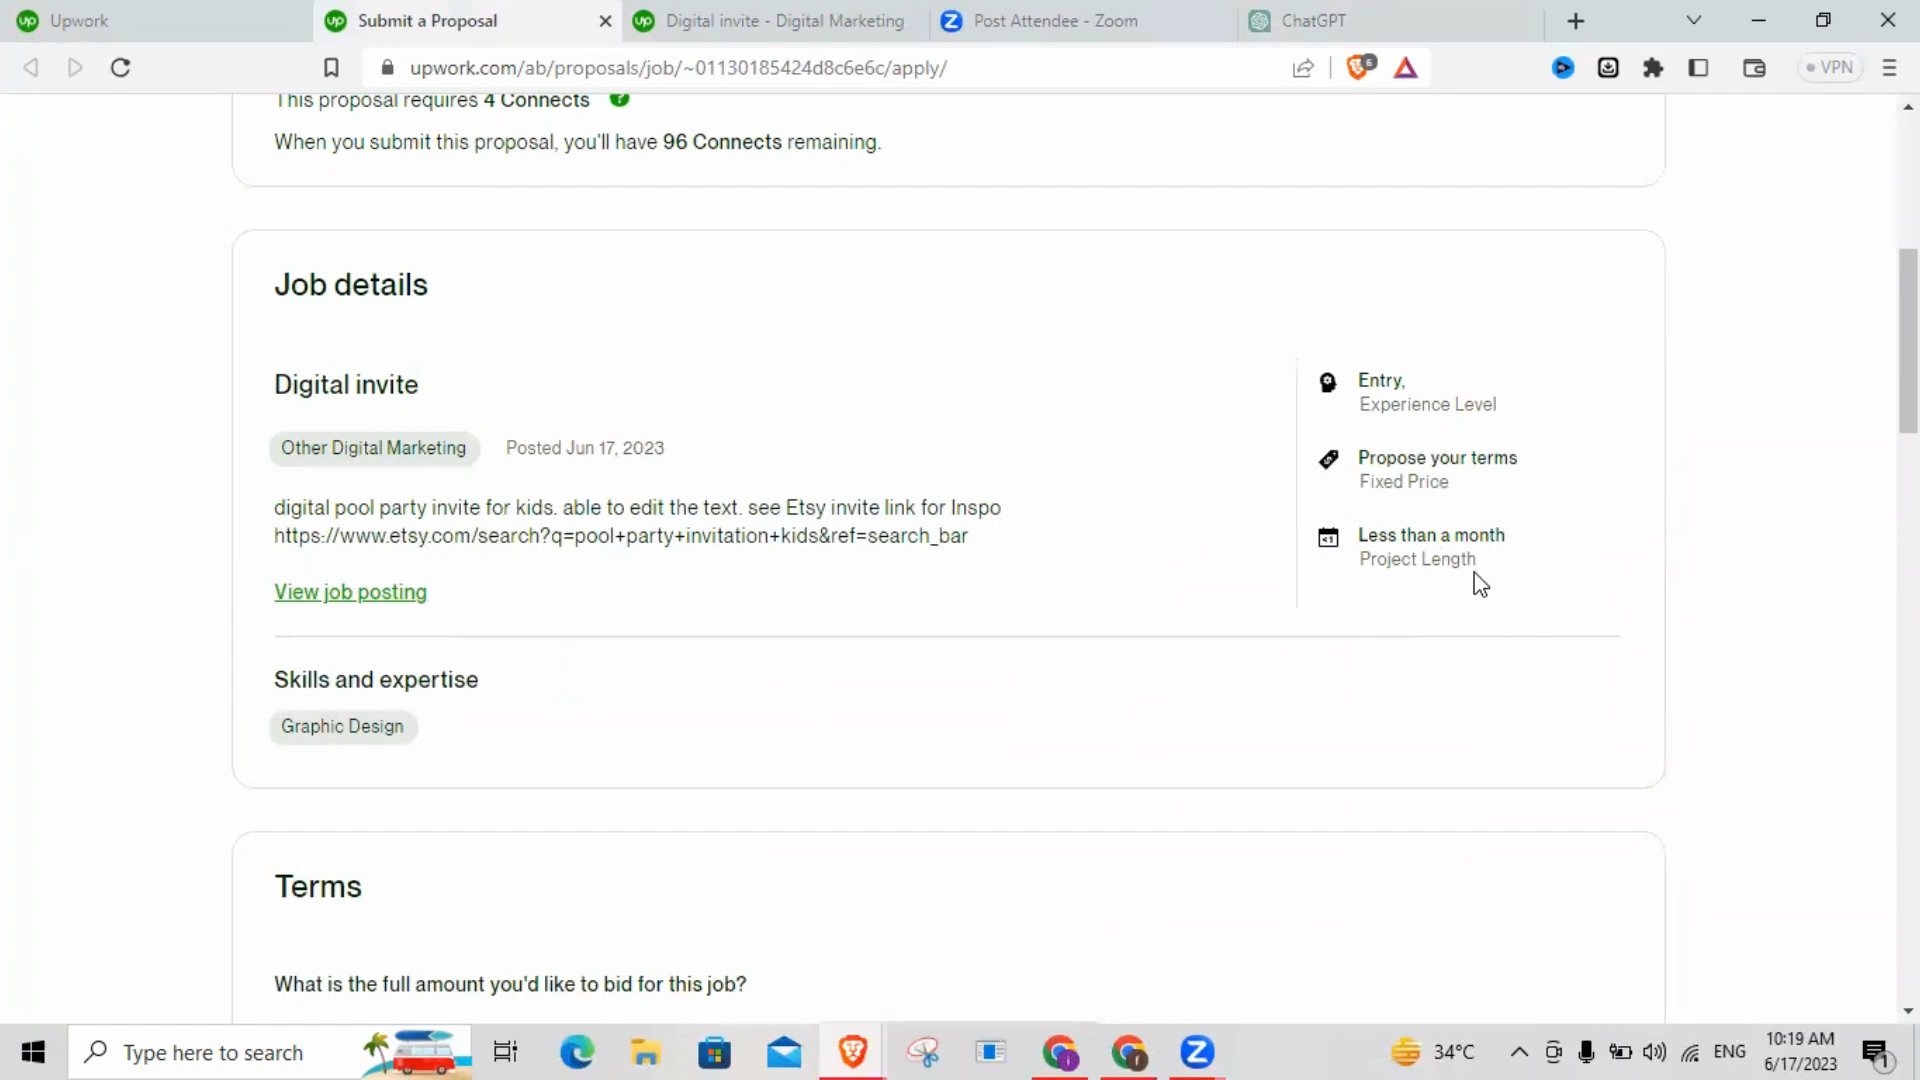 Upwork
Submit a Proposal
Digital invite - Digital Marketing
Post Attendee - Zoom
ChatGPT
upwork.com/ab/proposals/job/~01130185424d8c6e6c/apply/
6
VPN
This proposal requires 4 Connects ?
When you submit this proposal, you'll have 96 Connects remaining.
Job details
Digital invite
Other Digital Marketing Posted Jun 17, 2023
digital pool party invite for kids. able to edit the text. see Etsy invite link for Inspo
https://www.etsy.com/search?q=pool+party+invitation+kids&ref=search_bar
View job posting
Entry,
Experience Level
Propose your terms
Fixed Price
Less than a month
Project Length
Skills and expertise
Graphic Design
Terms
What is the full amount you'd like to bid for this job?
Type here to search
34°C
ENG
10:19 AM
6/17/2023
1